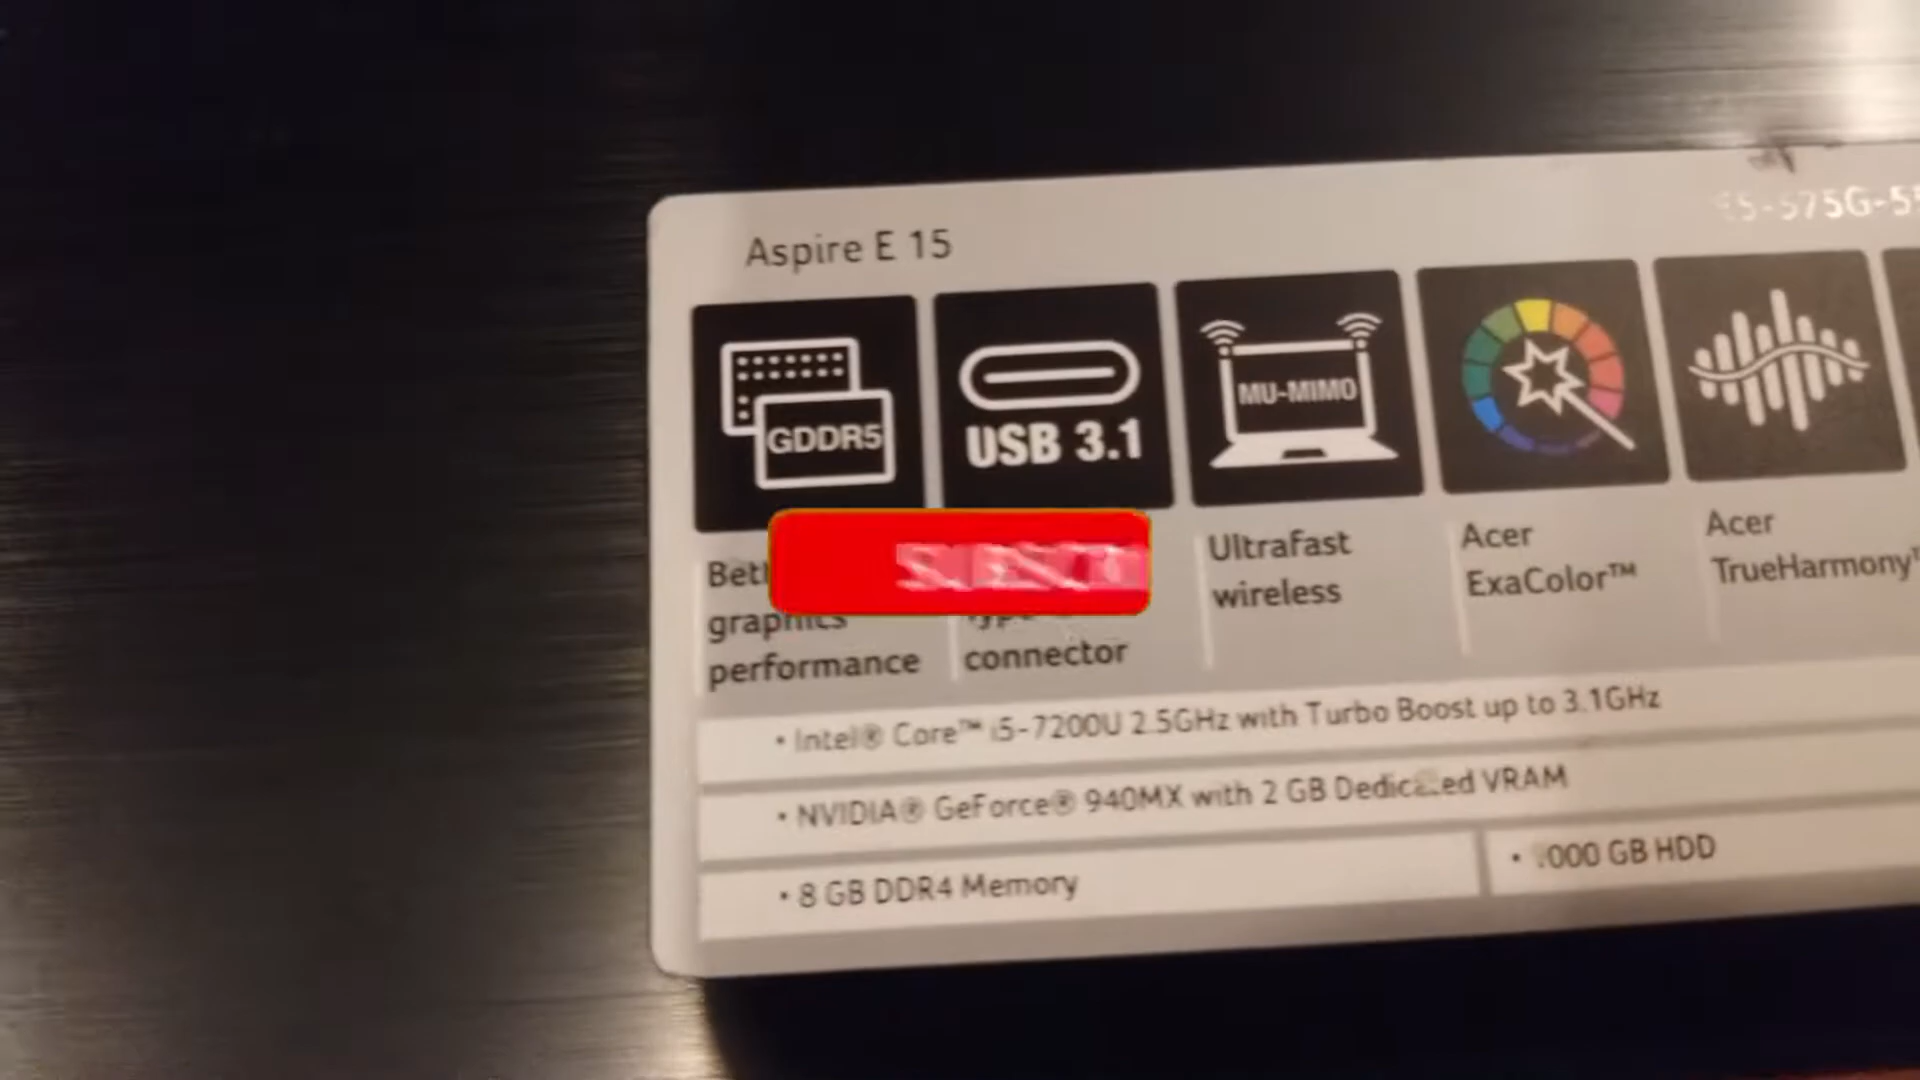 Aspire E 15
GDDR5
USB 3.1
MU-MIMO
graphics
performance
connector
Ultrafast
wireless
Acer
ExaColor™
Acer
TrueHarmony™
• Intel® Core™ i5-7200U 2.5GHz with Turbo Boost up to 3.1GHz
• NVIDIA® GeForce® 940MX with 2 GB Dedicated VRAM
• 8 GB DDR4 Memory
GB HDD